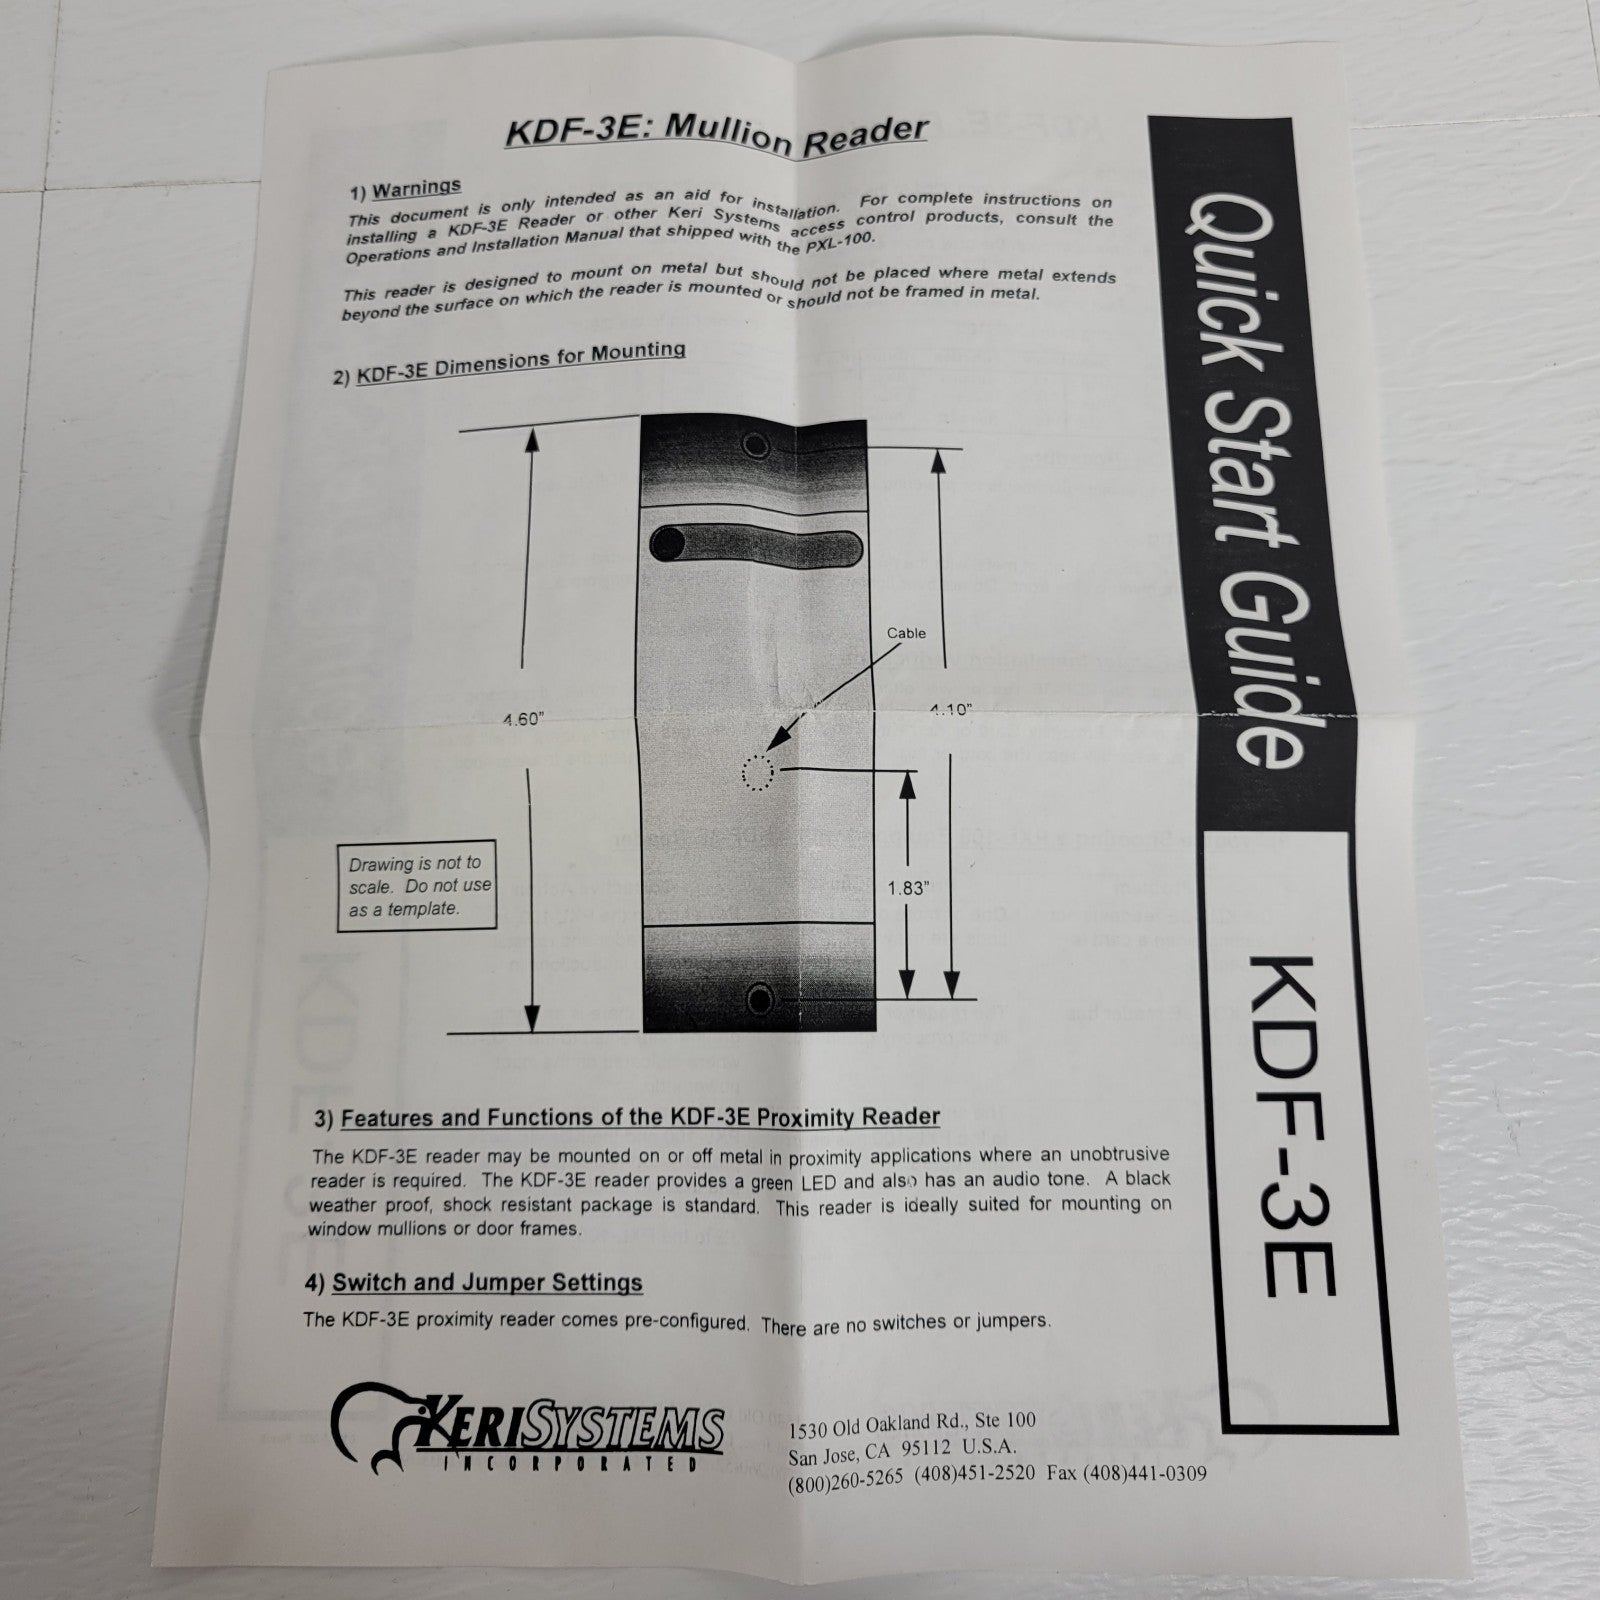 KDF-3E: Mullion Reader
1) Warnings
This document is only intended as an aid for installation. For complete instructions on
installing a KDF-3E Reader or other Keri Systems access control products, consult the
Operations and Installation Manual that shipped with the PXL-100.
This reader is designed to mount on metal but should not be placed where metal extends
beyond the surface on which the reader is mounted or should not be framed in metal.
2) KDF-3E Dimensions for Mounting
Cable
4.60"
4.10"
1.83"
Drawing is not to
scale. Do not use
as a template.
3) Features and Functions of the KDF-3E Proximity Reader
The KDF-3E reader may be mounted on or off metal in proximity applications where an unobtrusive
reader is required. The KDF-3E reader provides a green LED and also has an audio tone. A black
weather proof, shock resistant package is standard. This reader is ideally suited for mounting on
window mullions or door frames.
4) Switch and Jumper Settings
The KDF-3E proximity reader comes pre-configured. There are no switches or jumpers.
KERISYSTEMS
INCORPORATED
1530 Old Oakland Rd., Ste 100
San Jose, CA 95112 U.S.A.
(800)260-5265 (408)451-2520 Fax (408)441-0309
Quick Start Guide
KDF-3E